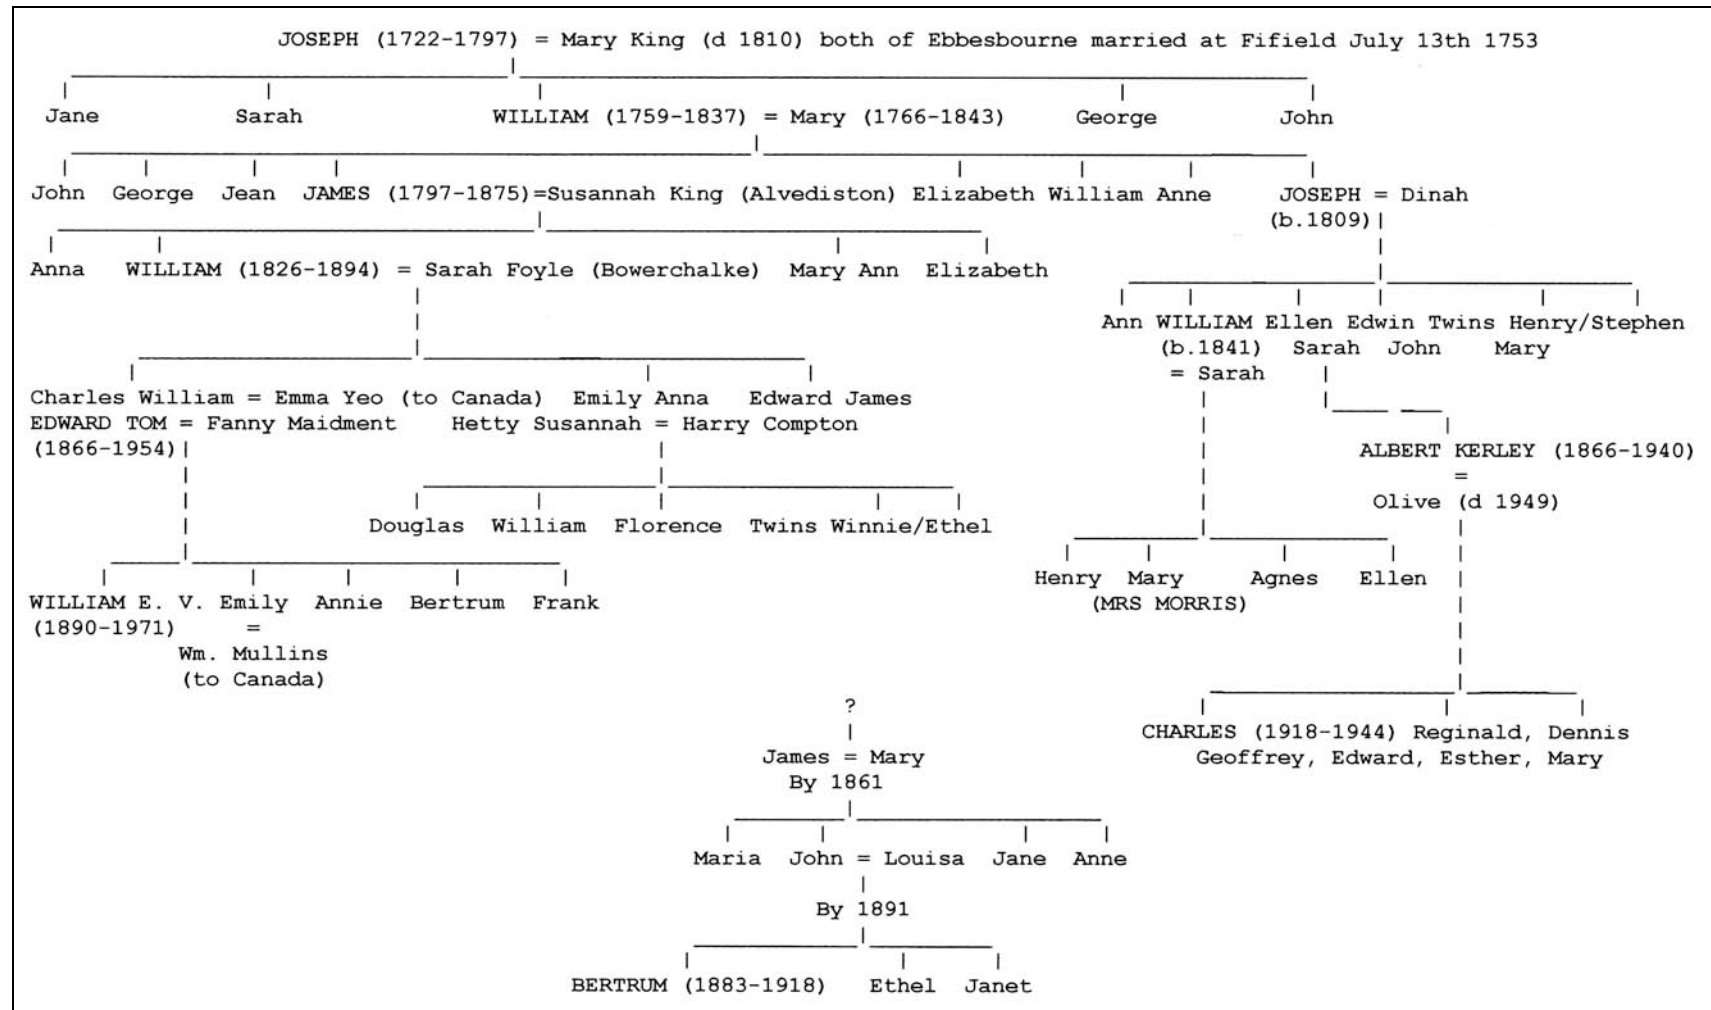 JOSEPH (1722-1797) = Mary King (d 1810) both of Ebbesbourne married at Fifield July 13th 1753
Jane Sarah WILLIAM (1759-1837) = Mary (1766-1843) George John
John George Jean JAMES (1797-1875)=Susannah King (Alvediston) Elizabeth William Anne JOSEPH = Dinah
(b.1809)
Anna WILLIAM (1826-1894) = Sarah Foyle (Bowerchalke) Mary Ann Elizabeth
Ann WILLIAM Ellen Edwin Twins Henry/Stephen
(b.1841) Sarah John Mary
= Sarah
Charles William = Emma Yeo (to Canada) Emily Anna Edward James
EDWARD TOM = Fanny Maidment Hetty Susannah = Harry Compton
(1866-1954) ALBERT KERLEY (1866-1940)
=
Olive (d 1949)
Douglas William Florence Twins Winnie/Ethel
Henry Mary Agnes Ellen
(MRS MORRIS)
WILLIAM E. V. Emily Annie Bertrum Frank
(1890-1971) =
Wm. Mullins
(to Canada)
?
CHARLES (1918-1944) Reginald, Dennis
Geoffrey, Edward, Esther, Mary
James = Mary
By 1861
Maria John = Louisa Jane Anne
By 1891
BERTRUM (1883-1918) Ethel Janet